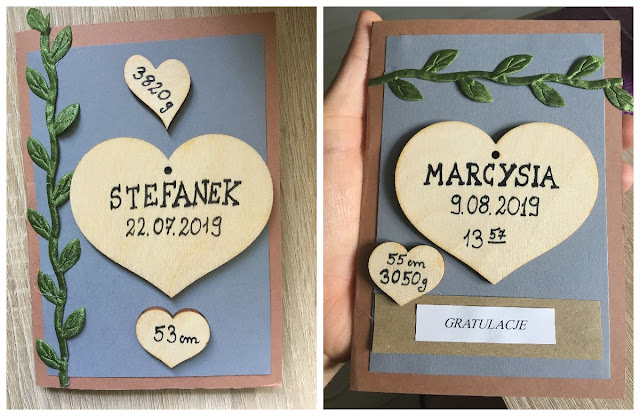 3820g
STEFANEK
22.07.2019
53cm
MARCYSIA
9.08.2019
13 57
55cm
3050g
GRATULACJE